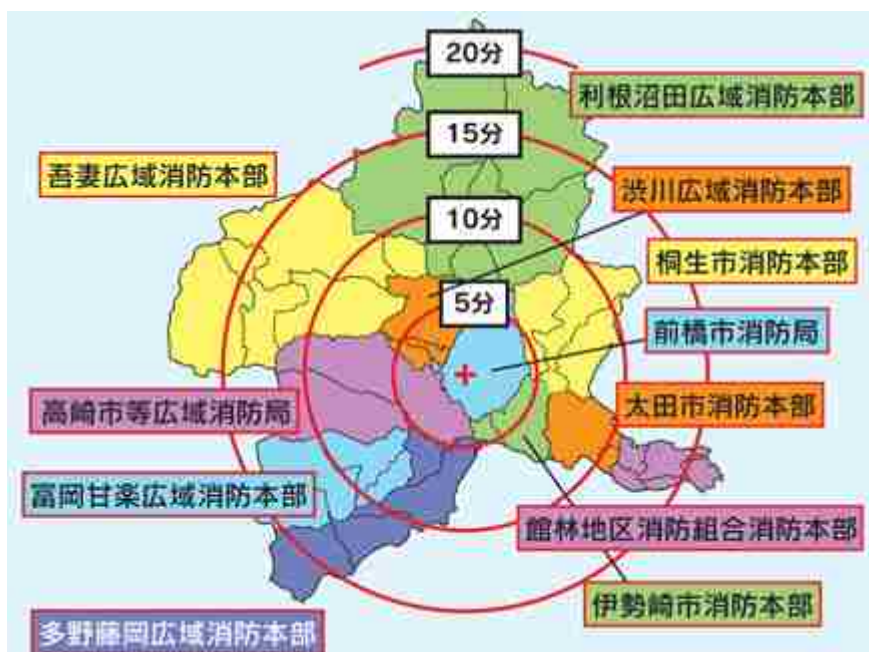 20分
利根沼田広域消防本部
15分
吾妻広域消防本部
渋川広域消防本部
10分
桐生市消防本部
5分
前橋市消防局
高崎市等広域消防局
太田市消防本部
富岡甘楽広域消防本部
館林地区消防組合消防本部
伊勢崎市消防本部
多野藤岡広域消防本部